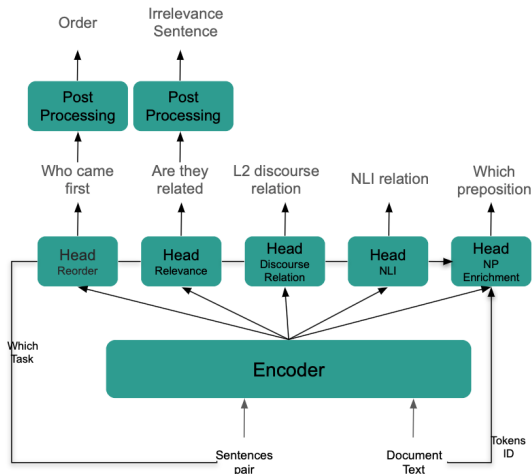 Order
Irrelevance
Sentence
Post
Processing
Post
Processing
Who came
first
Are they
related
L2 discourse
relation
NLI relation
Which
preposition
Head
Reorder
Head
Relevance
Head
Discourse
Relation
Head
NLI
Head
NP
Enrichment
Which
Task
Encoder
Sentences
pair
Document
Text
Tokens
ID